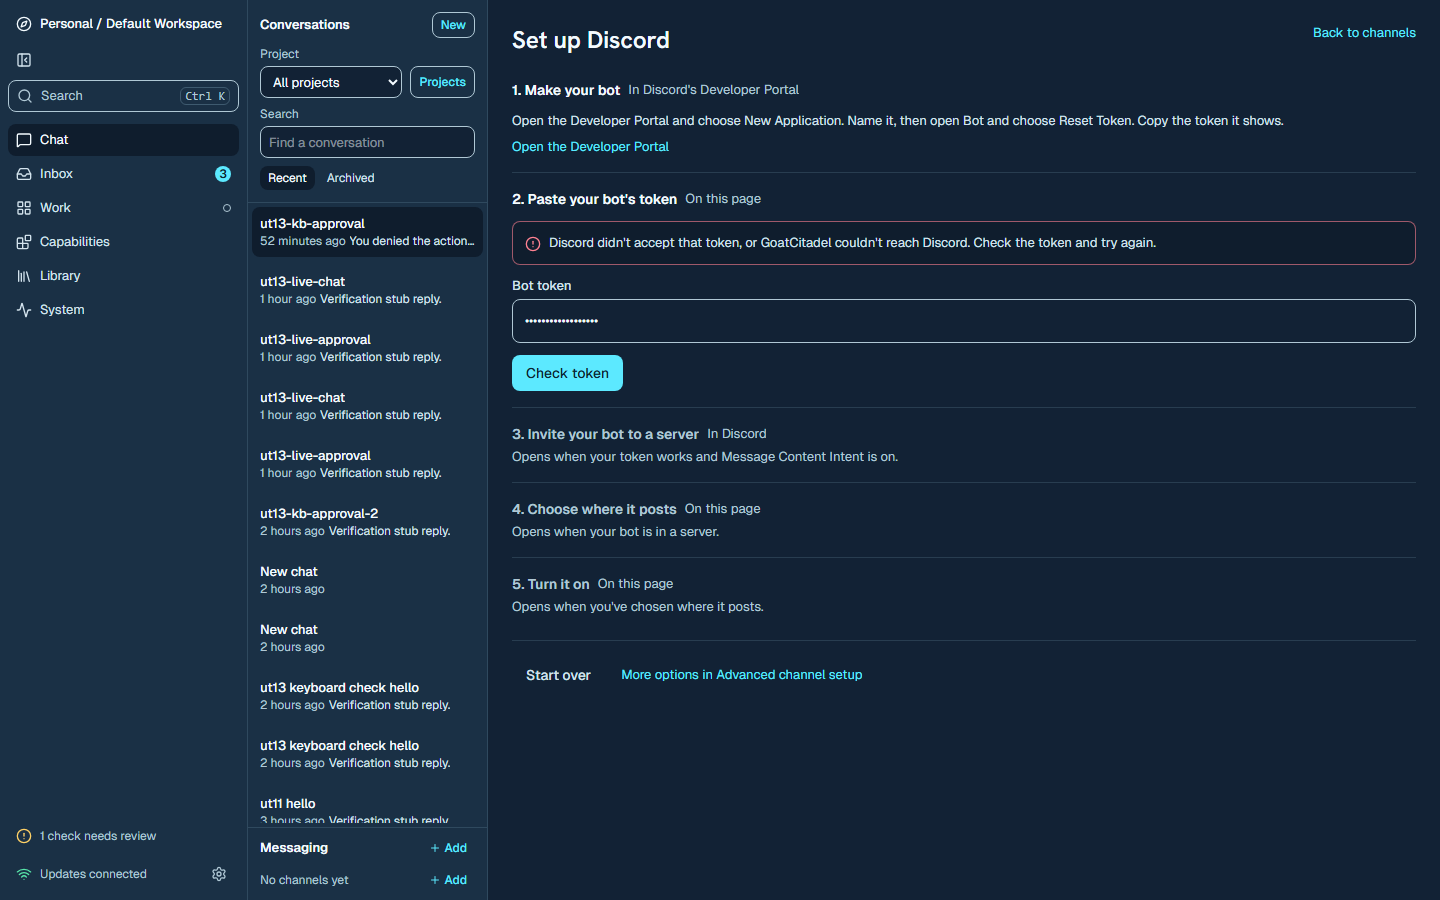 Personal / Default Workspace
Search
Ctrl K
Chat
Inbox
3
Work
Capabilities
Library
System
1 check needs review
Updates connected
Conversations
New
Project
All projects
Projects
Search
Find a conversation
Recent
Archived
ut13-kb-approval
52 minutes ago You denied the action...
ut13-live-chat
1 hour ago Verification stub reply.
ut13-live-approval
1 hour ago Verification stub reply.
ut13-live-chat
1 hour ago Verification stub reply.
ut13-live-approval
1 hour ago Verification stub reply.
ut13-kb-approval-2
2 hours ago Verification stub reply.
New chat
2 hours ago
New chat
2 hours ago
ut13 keyboard check hello
2 hours ago Verification stub reply.
ut13 keyboard check hello
2 hours ago Verification stub reply.
ut11 hello
3 hours ago Verification stub reply
Messaging
+ Add
No channels yet
+ Add
Set up Discord
Back to channels
1. Make your bot In Discord's Developer Portal
Open the Developer Portal and choose New Application. Name it, then open Bot and choose Reset Token. Copy the token it shows.
Open the Developer Portal
2. Paste your bot's token On this page
Discord didn't accept that token, or GoatCitadel couldn't reach Discord. Check the token and try again.
Bot token
••••••••••••••••••
Check token
3. Invite your bot to a server In Discord
Opens when your token works and Message Content Intent is on.
4. Choose where it posts On this page
Opens when your bot is in a server.
5. Turn it on On this page
Opens when you've chosen where it posts.
Start over
More options in Advanced channel setup